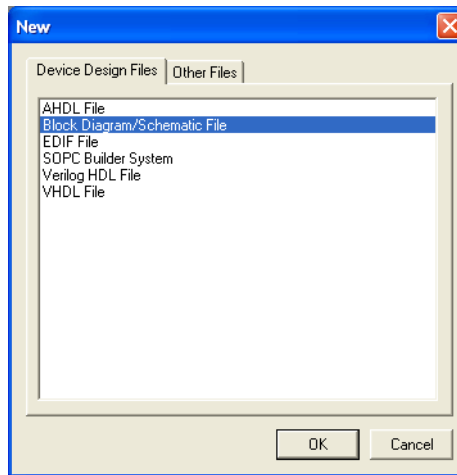 New
Device Design Files Other Files
AHDL File
Block Diagram/Schematic File
EDIF File
SOPC Builder System
Verilog HDL File
VHDL File
OK Cancel